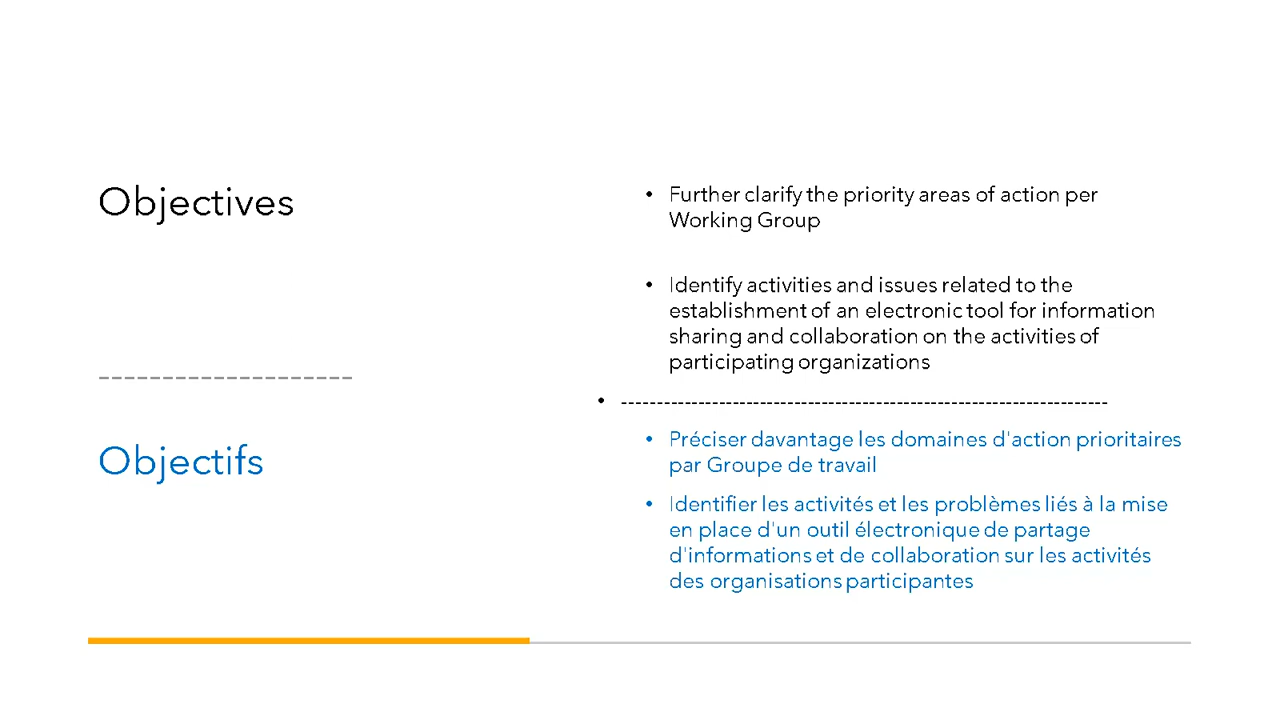 Objectives
• Further clarify the priority areas of action per
Working Group
• Identify activities and issues related to the
establishment of an electronic tool for information
sharing and collaboration on the activities of
participating organizations
--------------------
• --------------------------------------------------------------------
Objectifs
• Préciser davantage les domaines d'action prioritaires
par Groupe de travail
• Identifier les activités et les problèmes liés à la mise
en place d'un outil électronique de partage
d'informations et de collaboration sur les activités
des organisations participantes